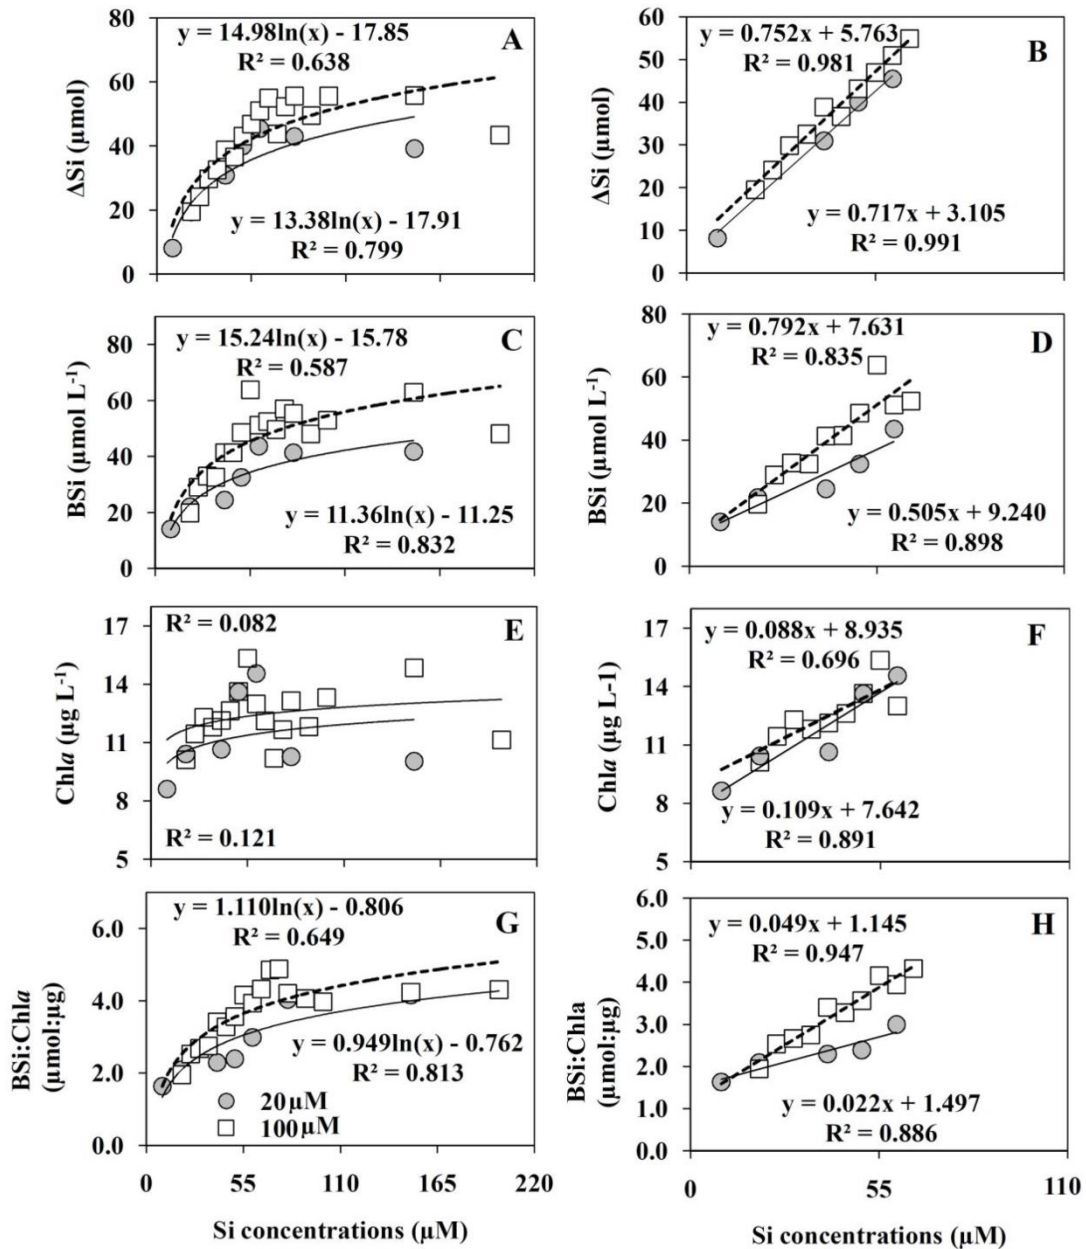 80
60
40
20
0
ΔSi (µmol)
y = 14.98ln(x) - 17.85
R² = 0.638
A
y = 13.38ln(x) - 17.91
R² = 0.799
60
50
40
30
20
10
0
ΔSi (µmol)
y = 0.752x + 5.763
R² = 0.981
B
y = 0.717x + 3.105
R² = 0.991
80
60
40
20
0
BSi (µmol L⁻¹)
y = 15.24ln(x) - 15.78
R² = 0.587
C
y = 11.36ln(x) - 11.25
R² = 0.832
80
60
40
20
0
BSi (µmol L⁻¹)
y = 0.792x + 7.631
R² = 0.835
D
y = 0.505x + 9.240
R² = 0.898
17
14
11
8
5
Chla (µg L⁻¹)
R² = 0.082
E
R² = 0.121
17
14
11
8
5
Chla (µg L-1)
y = 0.088x + 8.935
R² = 0.696
F
y = 0.109x + 7.642
R² = 0.891
6.0
4.0
2.0
0.0
BSi:Chla
(µmol:µg)
y = 1.110ln(x) - 0.806
R² = 0.649
G
y = 0.949ln(x) - 0.762
R² = 0.813
20µM
100µM
0 55 110 165 220
Si concentrations (µM)
6.0
5.0
4.0
3.0
2.0
1.0
0.0
BSi:Chla
(µmol:µg)
y = 0.049x + 1.145
R² = 0.947
H
y = 0.022x + 1.497
R² = 0.886
0 55 110
Si concentrations (µM)